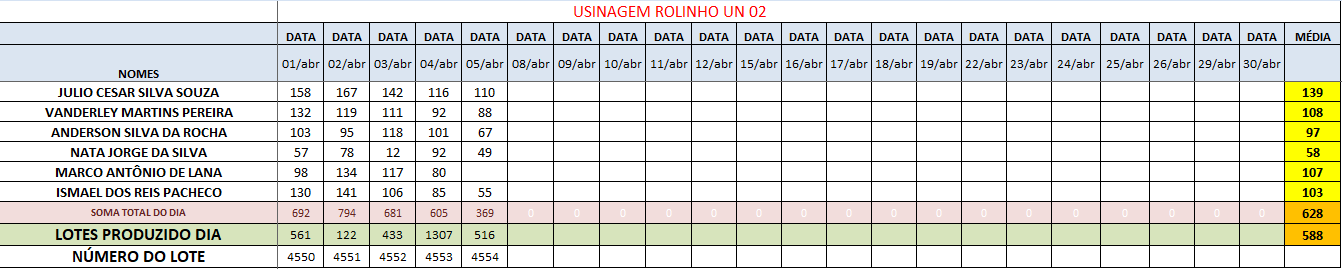 USINAGEM ROLINHO UN 02
DATA DATA DATA DATA DATA DATA DATA DATA DATA DATA DATA DATA DATA DATA DATA DATA DATA DATA DATA DATA DATA DATA MÉDIA
NOMES 01/abr 02/abr 03/abr 04/abr 05/abr 08/abr 09/abr 10/abr 11/abr 12/abr 15/abr 16/abr 17/abr 18/abr 19/abr 22/abr 23/abr 24/abr 25/abr 26/abr 29/abr 30/abr
JULIO CESAR SILVA SOUZA 158 167 142 116 110 139
VANDERLEY MARTINS PEREIRA 132 119 111 92 88 108
ANDERSON SILVA DA ROCHA 103 95 118 101 67 97
NATA JORGE DA SILVA 57 78 12 92 49 58
MARCO ANTÔNIO DE LANA 98 134 117 80 107
ISMAEL DOS REIS PACHECO 130 141 106 85 55 103
SOMA TOTAL DO DIA 692 794 681 605 369 0 0 0 0 0 0 0 0 0 0 0 0 0 0 0 0 0 628
LOTES PRODUZIDO DIA 561 122 433 1307 516 588
NÚMERO DO LOTE 4550 4551 4552 4553 4554